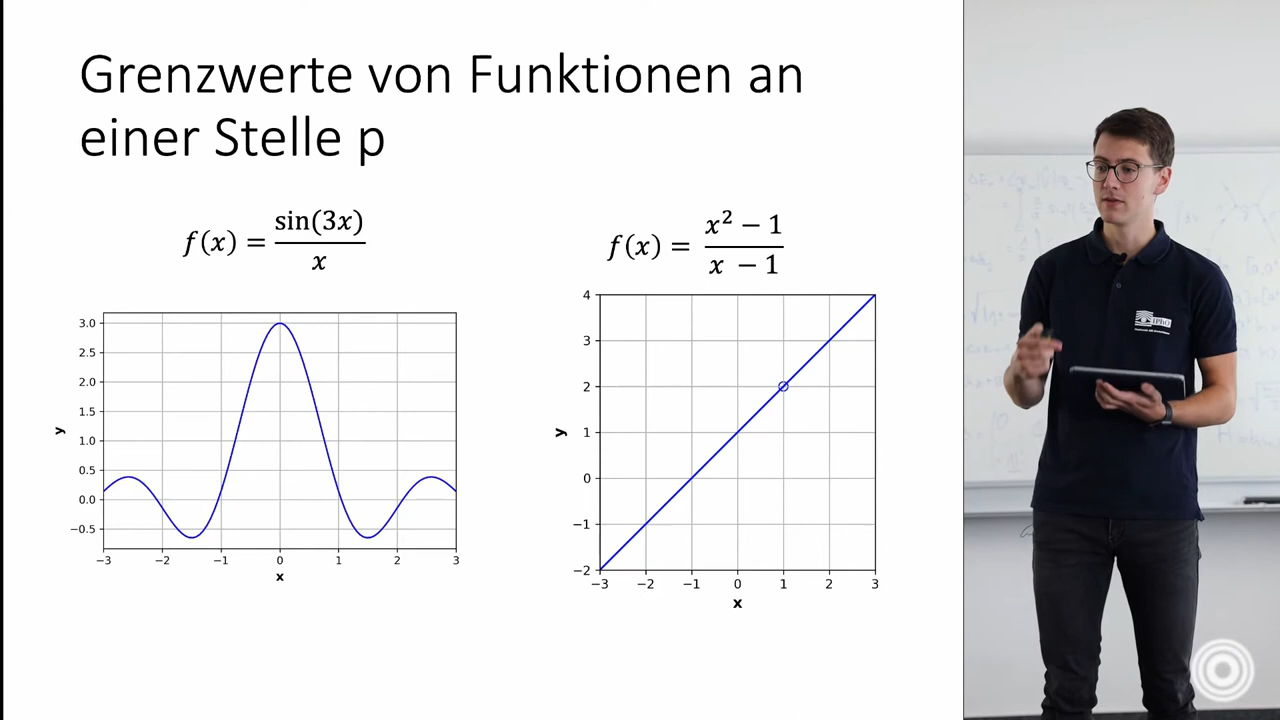 Grenzwerte von Funktionen an
einer Stelle p
f(x) = sin(3x)/x
f(x) = x² − 1/x − 1
3.0
2.5
2.0
1.5
1.0
0.5
0.0
−0.5
y
−3 −2 −1 0 1 2 3
x
4
3
2
1
0
−1
−2
y
−3 −2 −1 0 1 2 3
x
IPhO